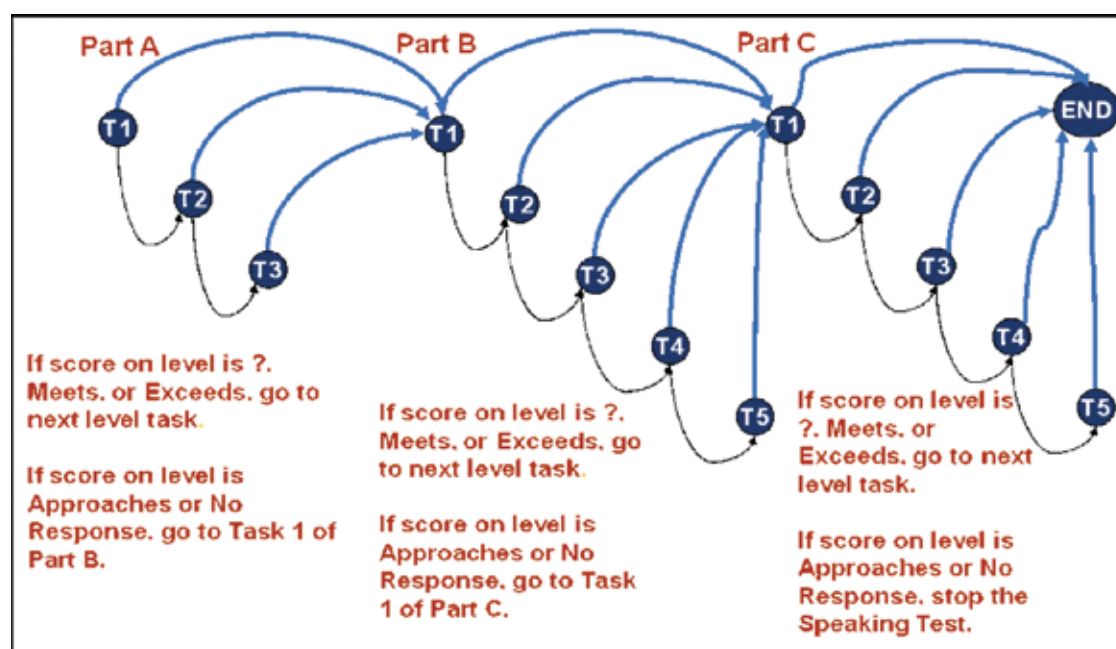 Part A
Part B
Part C
T1
T2
T3
T1
T2
T3
T4
T5
T1
T2
T3
T4
T5
END
If score on level is ?.
Meets. or Exceeds. go to
next level task.
If score on level is
Approaches or No
Response. go to Task 1 of
Part B.
If score on level is ?.
Meets. or Exceeds. go
to next level task.
If score on level is
Approaches or No
Response. go to Task
1 of Part C.
If score on level is
?. Meets. or
Exceeds. go to next
level task.
If score on level is
Approaches or No
Response. stop the
Speaking Test.